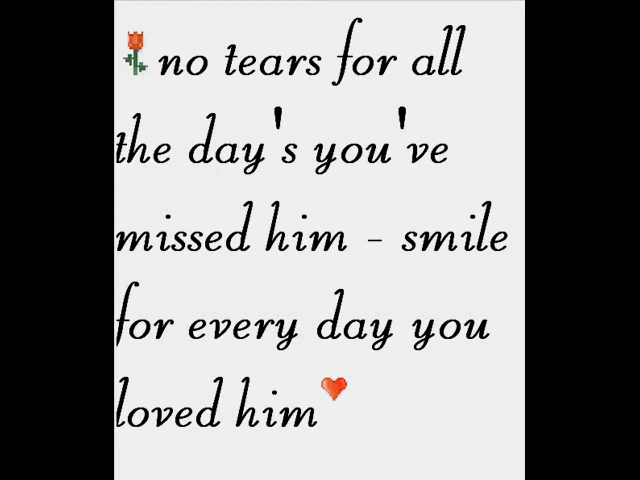 no tears for all
the day's you've
missed him - smile
for every day you
loved him